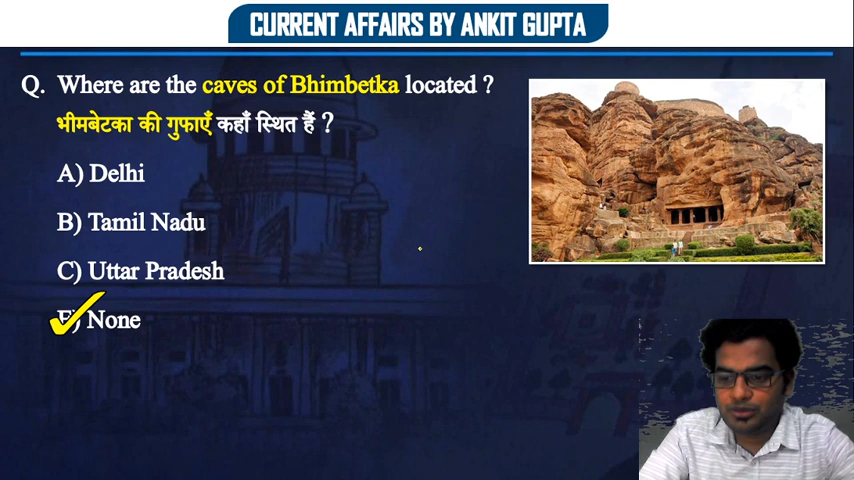 CURRENT AFFAIRS BY ANKIT GUPTA
Q. Where are the caves of Bhimbetka located ?
भीमबेटका की गुफाएँ कहाँ स्थित हैं ?
A) Delhi
B) Tamil Nadu
C) Uttar Pradesh
E) None